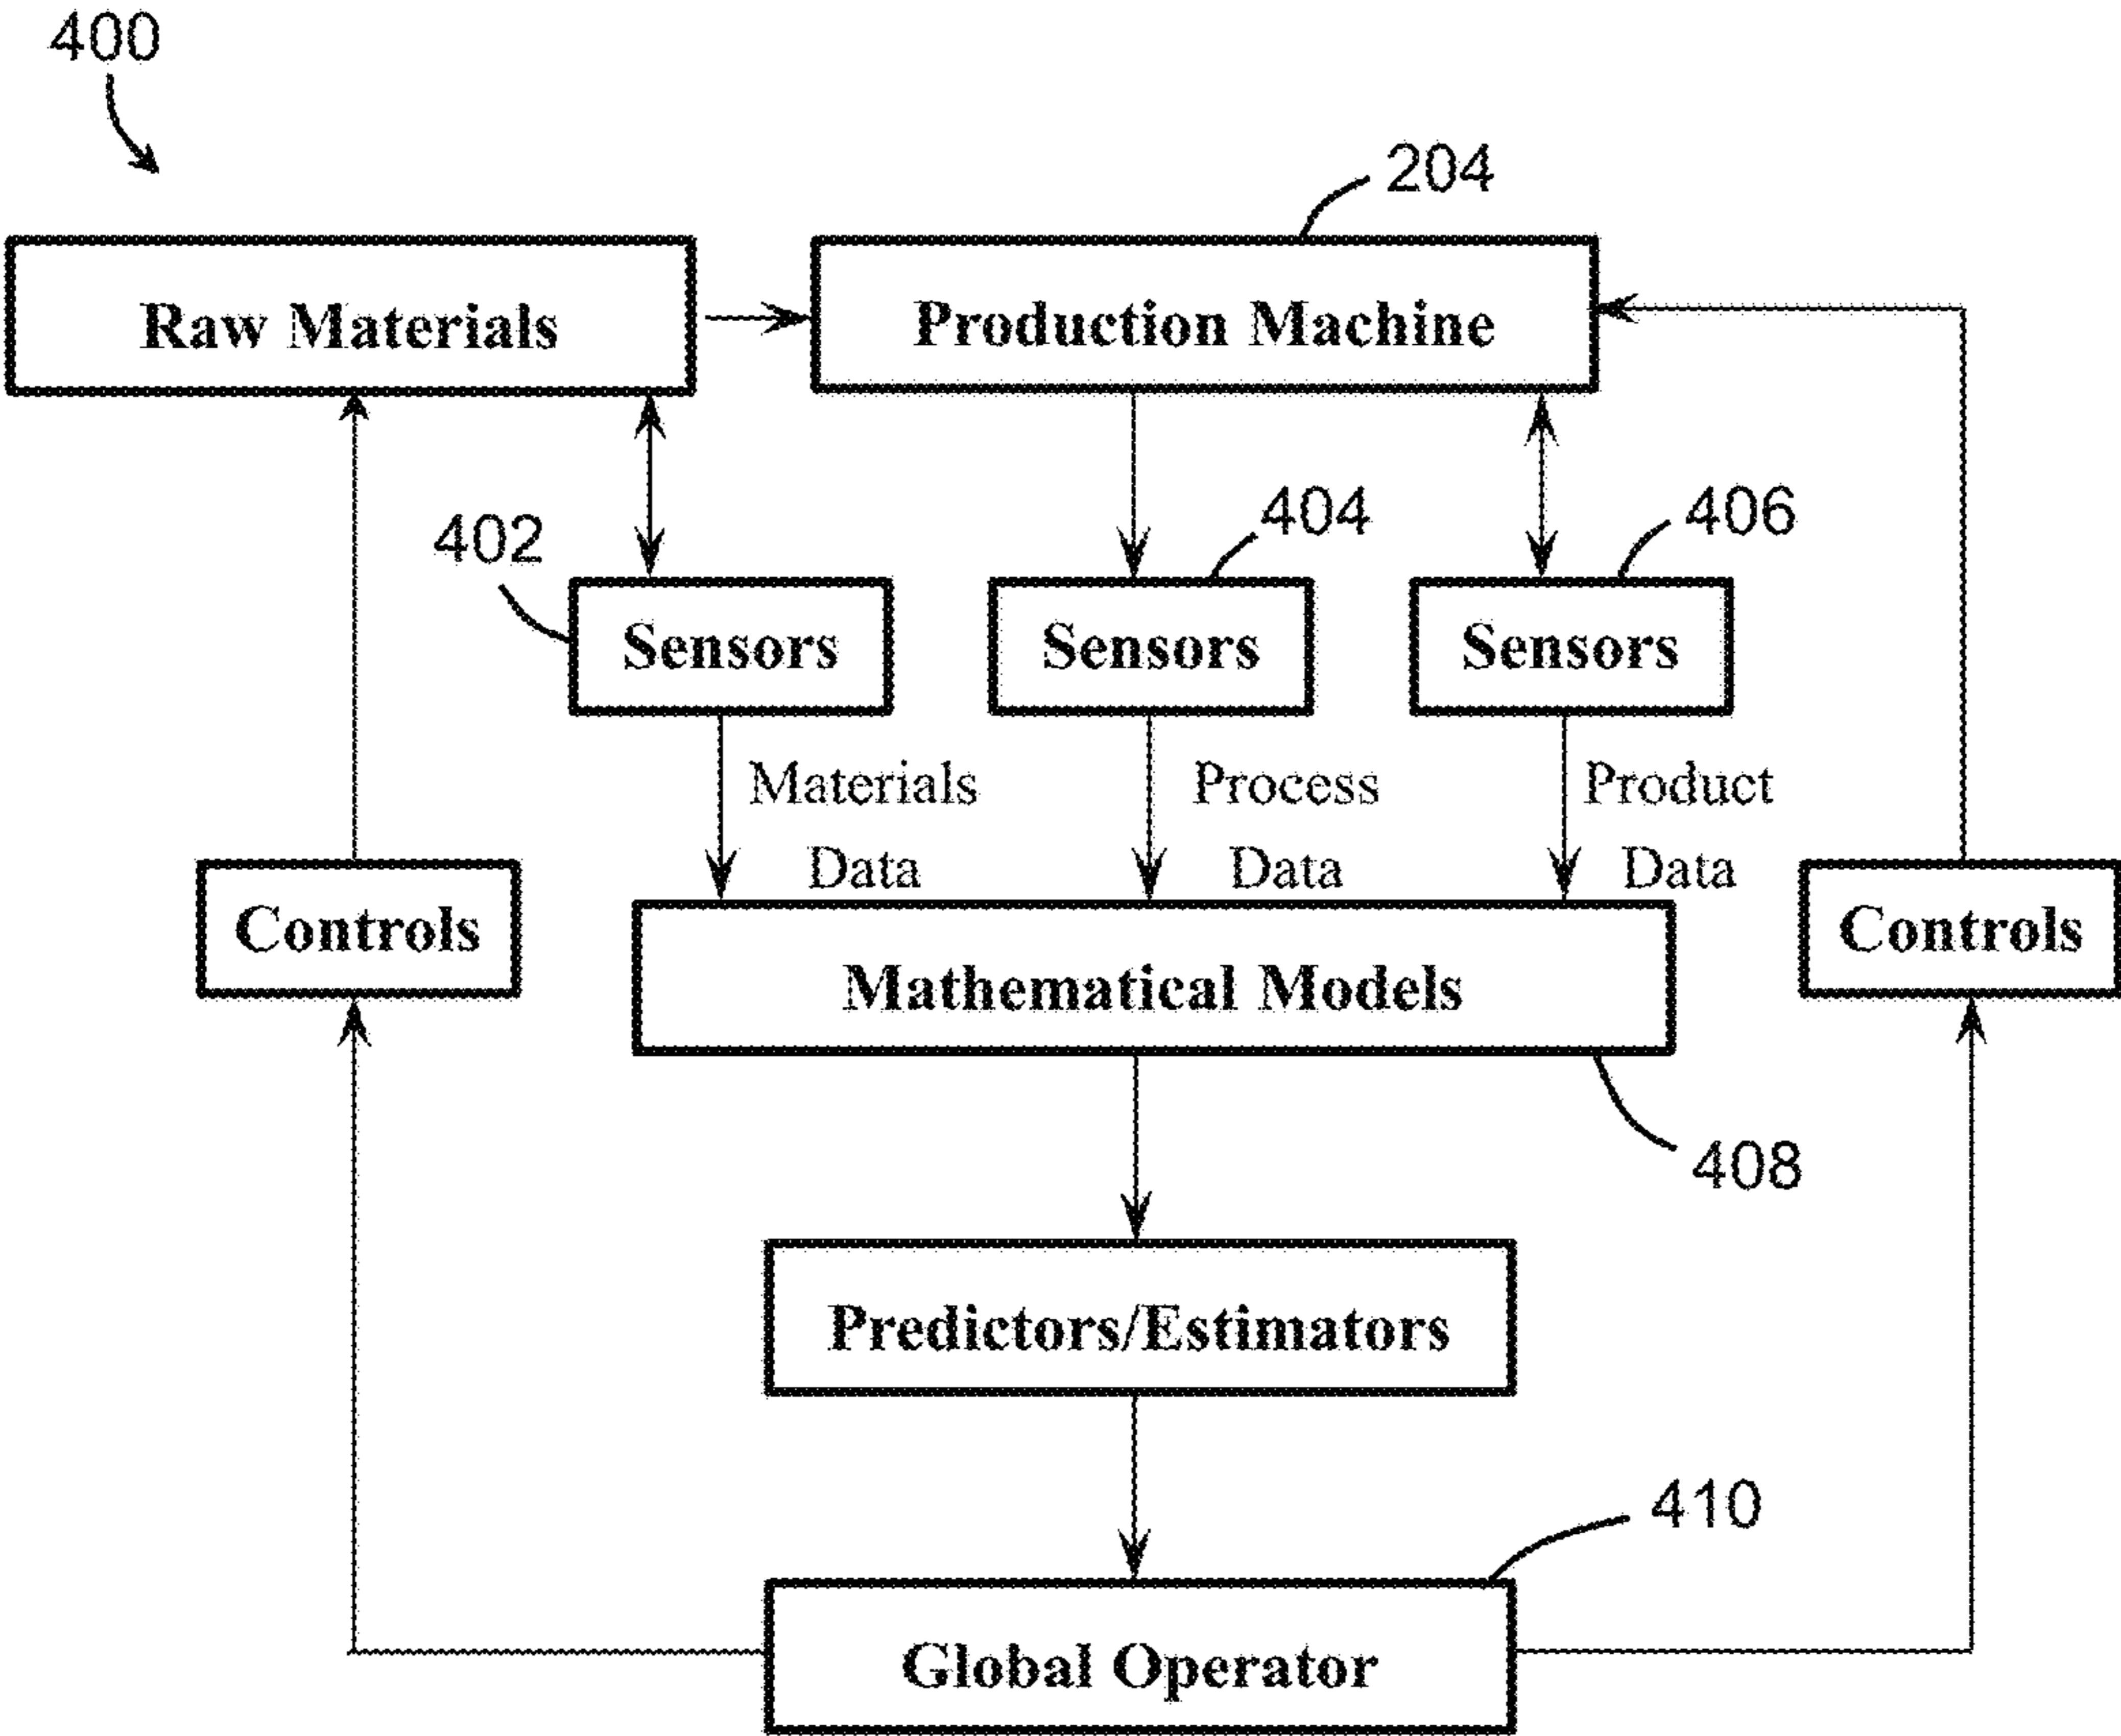 400
204
Raw Materials
Production Machine
402
404
406
Sensors
Sensors
Sensors
Materials
Data
Process
Data
Product
Data
Controls
Controls
Mathematical Models
408
Predictors/Estimators
410
Global Operator